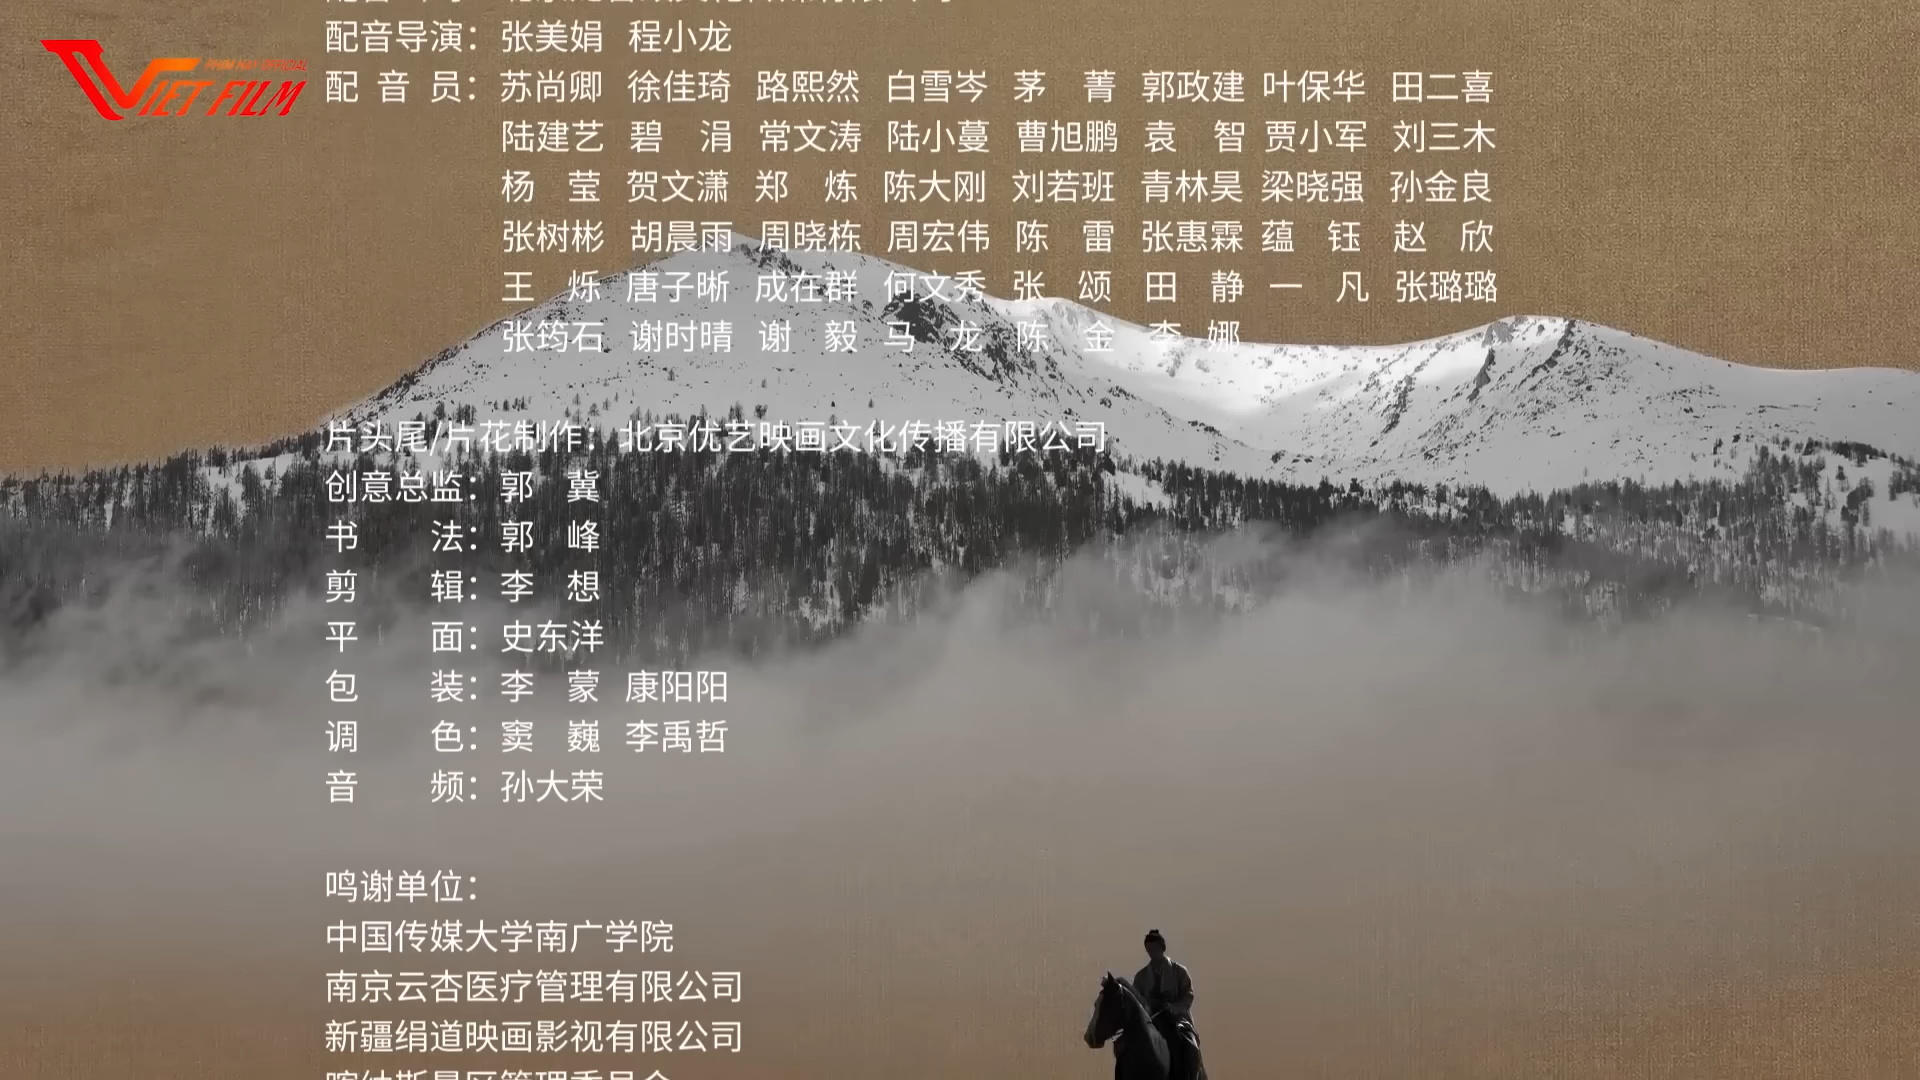 PHIM HAY OFFICIAL
VIET FILM
配音导演：张美娟 程小龙
配音员：苏尚卿 徐佳琦 路熙然 白雪岑 茅菁 郭政建 叶保华 田二喜
陆建艺 碧涓 常文涛 陆小蔓 曹旭鹏 袁智 贾小军 刘三木
杨莹 贺文潇 郑炼 陈大刚 刘若班 青林昊 梁晓强 孙金良
张树彬 胡晨雨 周晓栋 周宏伟 陈雷 张惠霖 蕴钰 赵欣
王烁 唐子晰 成在群 何文秀 张颂 田静 一凡 张璐璐
张筠石 谢时晴 谢毅 马龙 陈金 李娜
片头尾/片花制作：北京优艺映画文化传播有限公司
创意总监：郭冀
书法：郭峰
剪辑：李想
平面：史东洋
包装：李蒙 康阳阳
调色：窦巍 李禹哲
音频：孙大荣
鸣谢单位：
中国传媒大学南广学院
南京云杏医疗管理有限公司
新疆绢道映画影视有限公司